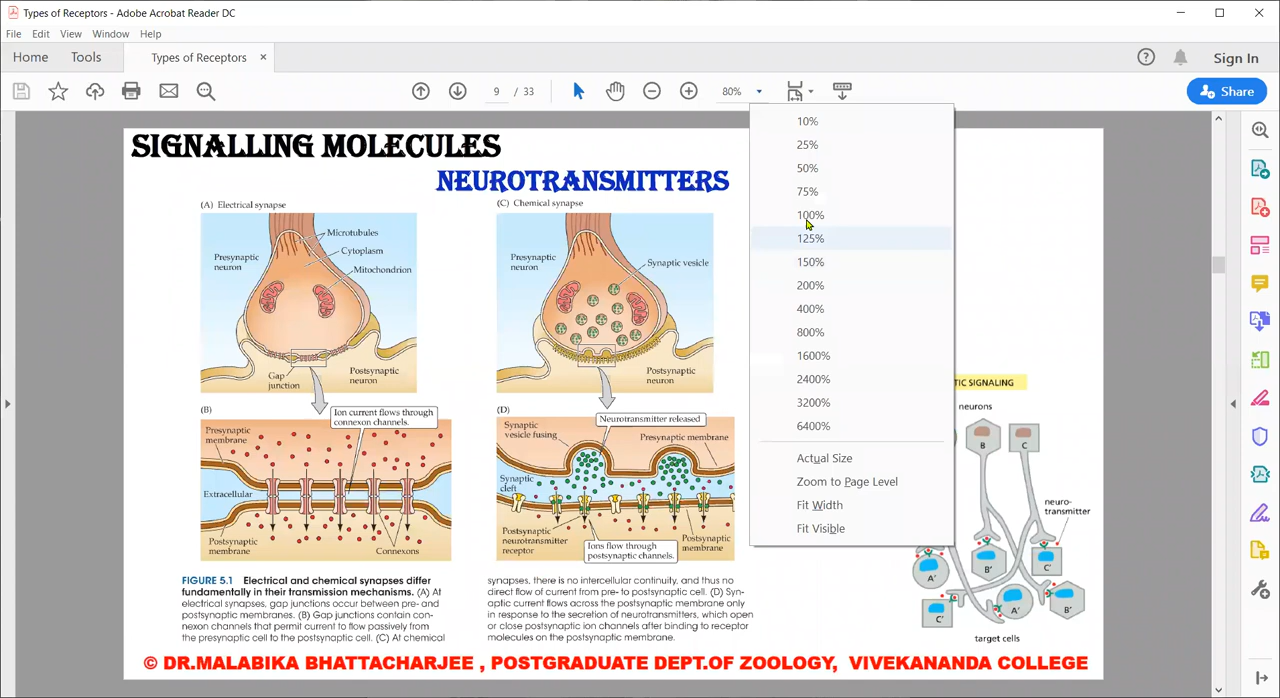 Types of Receptors - Adobe Acrobat Reader DC
File Edit View Window Help
Home Tools Types of Receptors × Sign In
9 / 33 80% Share
10%
25%
50%
75%
100%
125%
150%
200%
400%
800%
1600%
2400%
3200%
6400%
Actual Size
Zoom to Page Level
Fit Width
Fit Visible
SIGNALLING MOLECULES
NEUROTRANSMITTERS
(A) Electrical synapse
Microtubules
Cytoplasm
Mitochondrion
Presynaptic
neuron
Gap
junction
Postsynaptic
neuron
(B)
Ion current flows through
connexon channels.
Presynaptic
membrane
Extracellular
Postsynaptic
membrane
Connexons
(C) Chemical synapse
Presynaptic
neuron
Synaptic vesicle
Postsynaptic
neuron
(D)
Neurotransmitter released
Synaptic
vesicle fusing
Presynaptic membrane
Synaptic
cleft
Postsynaptic
neurotransmitter
receptor
Ions flow through
postsynaptic channels.
Postsynaptic
membrane
FIGURE 5.1 Electrical and chemical synapses differ
fundamentally in their transmission mechanisms. (A) At
electrical synapses, gap junctions occur between pre- and
postsynaptic membranes. (B) Gap junctions contain con-
nexon channels that permit current to flow passively from
the presynaptic cell to the postsynaptic cell. (C) At chemical
synapses, there is no intercellular continuity, and thus no
direct flow of current from pre- to postsynaptic cell. (D) Syn-
aptic current flows across the postsynaptic membrane only
in response to the secretion of neurotransmitters, which open
or close postsynaptic ion channels after binding to receptor
molecules on the postsynaptic membrane.
TIC SIGNALING
neurons
B C
neuro-
transmitter
A' B' C'
C' A' B'
target cells
© DR.MALABIKA BHATTACHARJEE , POSTGRADUATE DEPT.OF ZOOLOGY, VIVEKANANDA COLLEGE